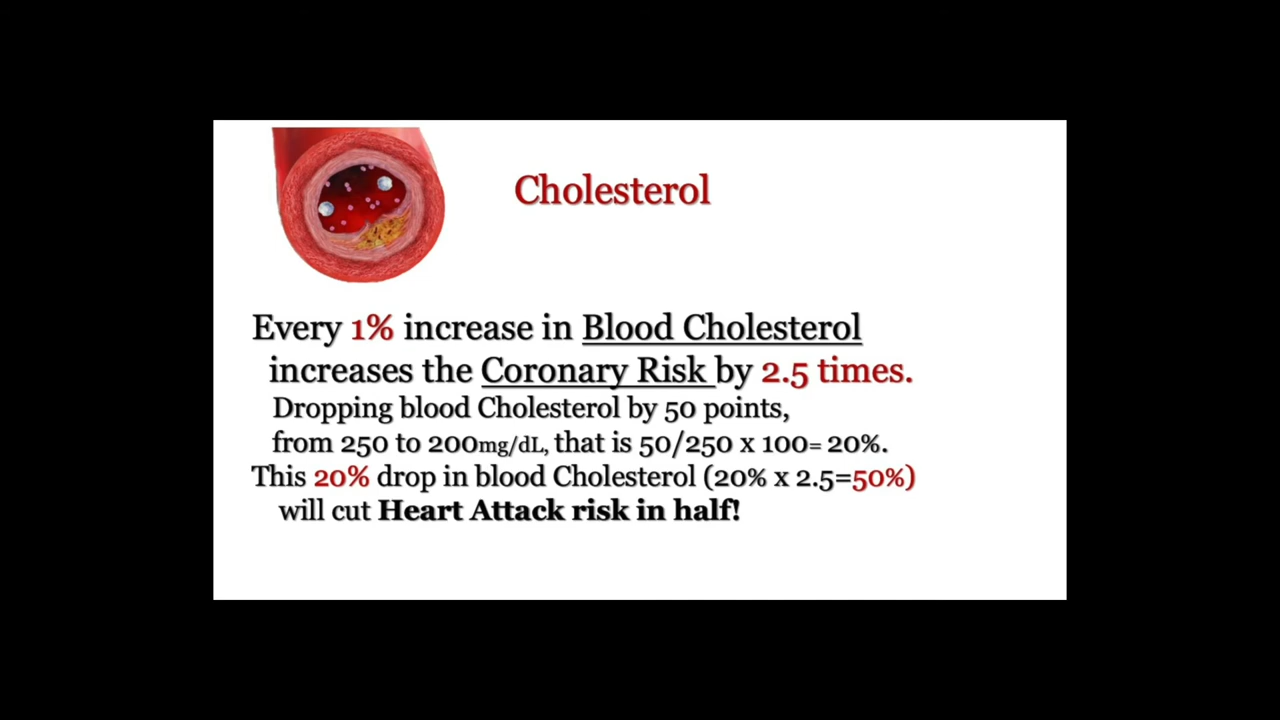 Cholesterol
Every 1% increase in Blood Cholesterol
increases the Coronary Risk by 2.5 times.
Dropping blood Cholesterol by 50 points,
from 250 to 200mg/dL, that is 50/250 x 100= 20%.
This 20% drop in blood Cholesterol (20% x 2.5=50%)
will cut Heart Attack risk in half!